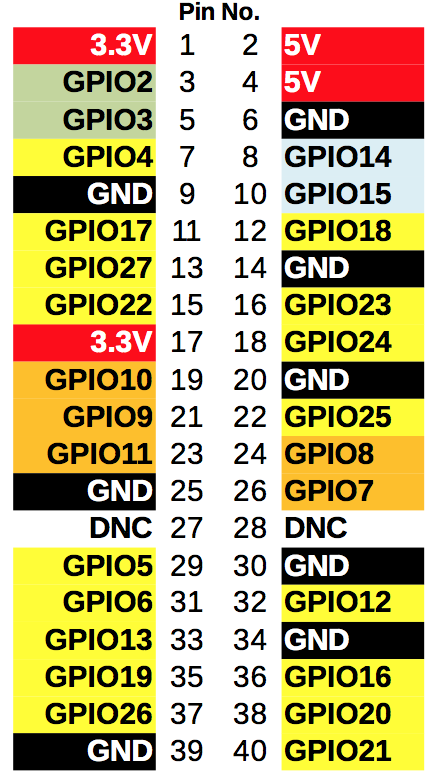 Pin No.
3.3V 1 2 5V
GPIO2 3 4 5V
GPIO3 5 6 GND
GPIO4 7 8 GPIO14
GND 9 10 GPIO15
GPIO17 11 12 GPIO18
GPIO27 13 14 GND
GPIO22 15 16 GPIO23
3.3V 17 18 GPIO24
GPIO10 19 20 GND
GPIO9 21 22 GPIO25
GPIO11 23 24 GPIO8
GND 25 26 GPIO7
DNC 27 28 DNC
GPIO5 29 30 GND
GPIO6 31 32 GPIO12
GPIO13 33 34 GND
GPIO19 35 36 GPIO16
GPIO26 37 38 GPIO20
GND 39 40 GPIO21